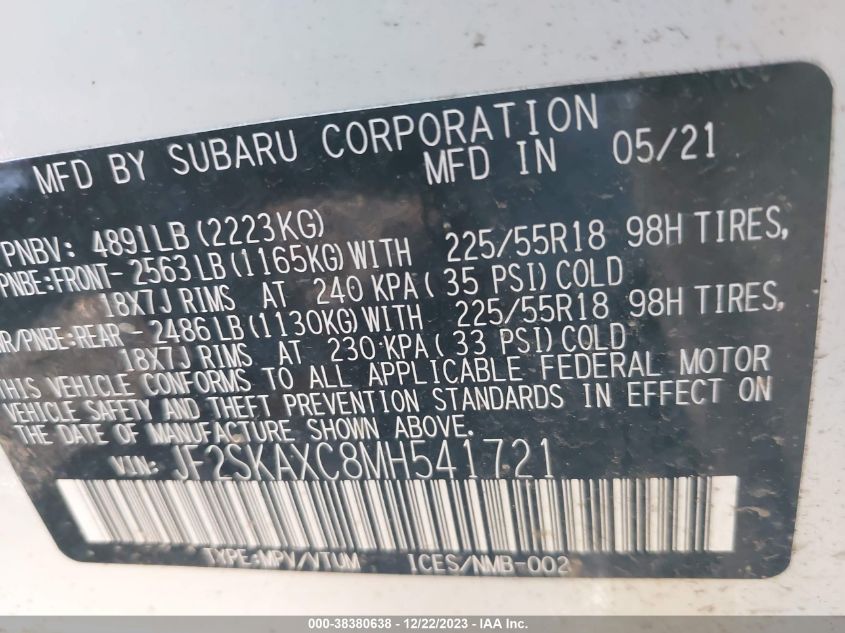 MFD BY SUBARU CORPORATION
MFD IN 05/21
PNBV: 4891LB (2223KG)
PNBE:FRONT- 2563LB (1165KG) WITH 225/55R18 98H TIRES,
18X7J RIMS AT 240 KPA( 35 PSI) COLD
WR/PNBE:REAR - 2486LB (1130KG) WITH 225/55R18 98H TIRES,
18X7J RIMS AT 230 KPA( 33 PSI) COLD
THIS VEHICLE CONFORMS TO ALL APPLICABLE FEDERAL MOTOR
VEHICLE SAFETY AND THEFT PREVENTION STANDARDS IN EFFECT ON
THE DATE OF MANUFACTURE SHOWN ABOVE.
VIN: JF2SKAXC8MH541721
TYPE:MPV/VTUM ICES/NMB-002
000-38380638 - 12/22/2023 - IAA Inc.